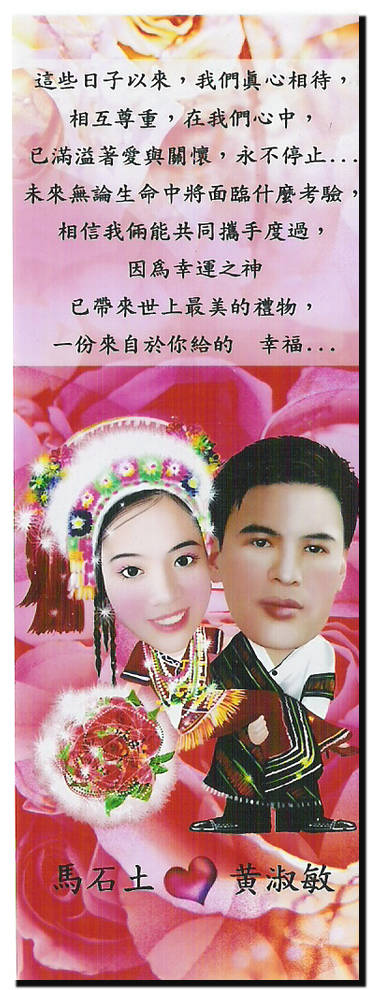 這些日子以來，我們真心相待，
相互尊重，在我們心中，
已滿溢著愛與關懷，永不停止...
未來無論生命中將面臨什麼考驗，
相信我倆能共同攜手度過，
因為幸運之神
已帶來世上最美的禮物，
一份來自於你給的　幸福...
馬石土 黃淑敏